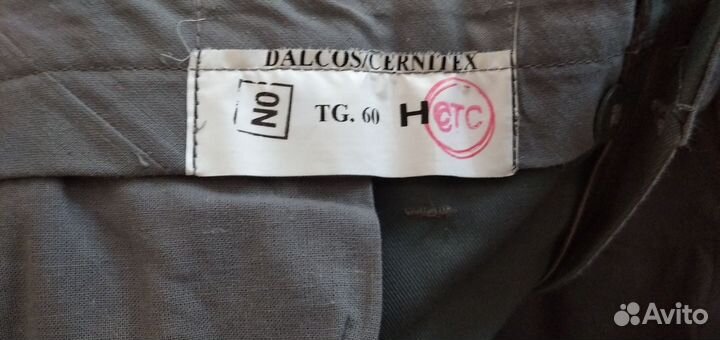 DALCOS/CERNITEX
NO TG. 60 H CTC
Avito